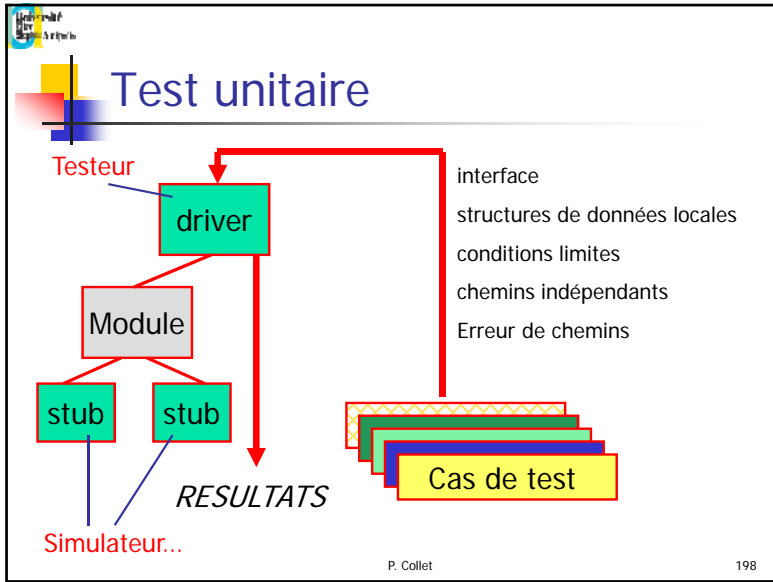 Test unitaire
Testeur
driver
Module
stub
stub
RESULTATS
Simulateur...
interface
structures de données locales
conditions limites
chemins indépendants
Erreur de chemins
Cas de test
P. Collet
198